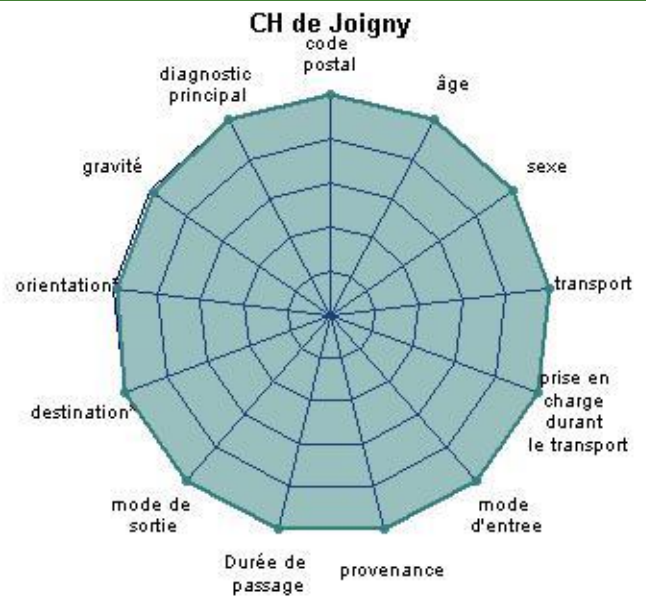 CH de Joigny
code
postal
âge
sexe
transport
prise en
charge
durant
le transport
mode
d'entree
provenance
Durée de
passage
mode de
sortie
destination*
orientation*
gravité
diagnostic
principal